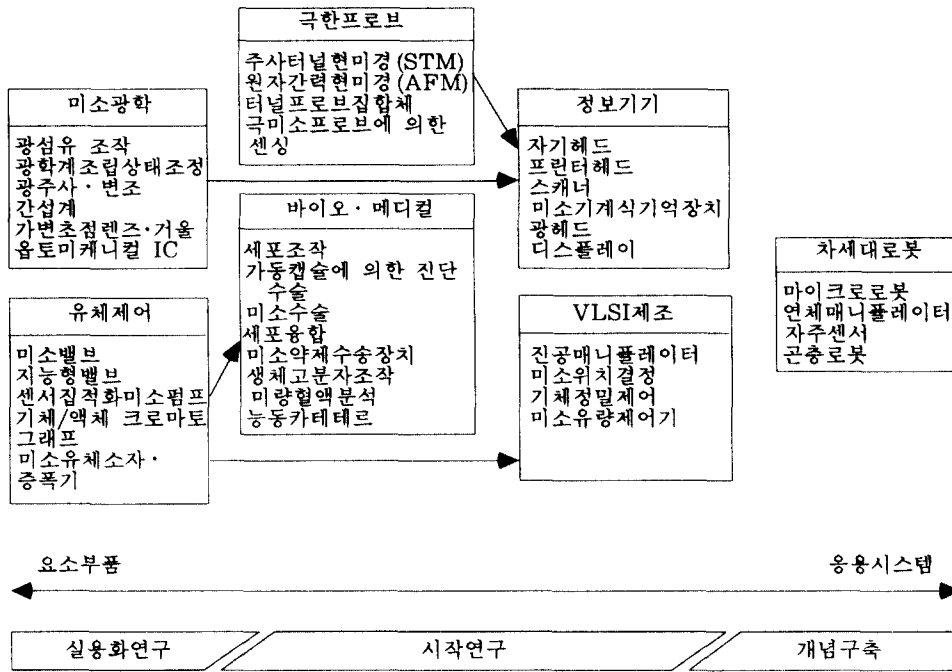 극한프로브
주사터널현미경(STM)
원자간력현미경(AFM)
터널프로브집합체
극미소프로브에 의한
센싱
미소광학
광섬유 조작
광학계조립상태조정
광주사·변조
간섭계
가변초점렌즈·거울
옵토미캐니컬 IC
정보기기
자기헤드
프린터헤드
스캐너
미소기계식기억장치
광헤드
디스플레이
바이오·메디컬
세포조작
가동캡슐에 의한 진단
수술
미소수술
세포융합
미소약제수송장치
생체고분자조작
미량혈액분석
능동카테테르
차세대로봇
마이크로로봇
연체매니퓰레이터
자주센서
곤충로봇
유체제어
미소밸브
지능형밸브
센서집적화미소펌프
기체/액체 크로마토
그래프
미소유체소자·
증폭기
VLSI제조
진공매니퓰레이터
미소위치결정
기체정밀제어
미소유량제어기
요소부품
응용시스템
실용화연구
시작연구
개념구축